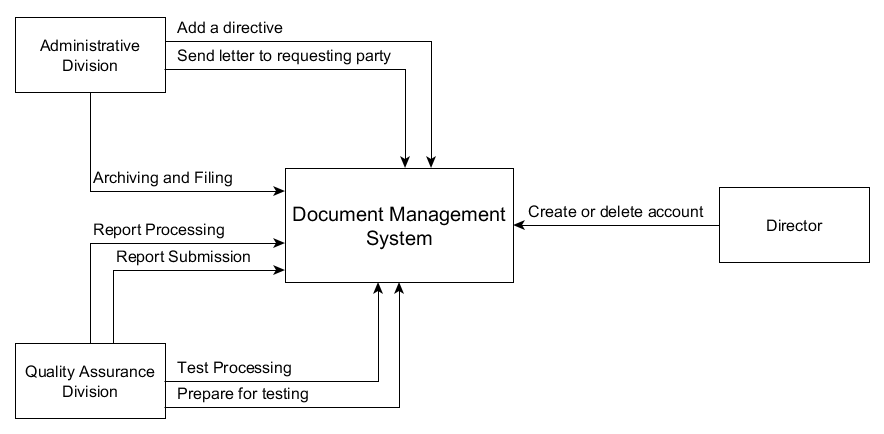 Administrative
Division
Add a directive
Send letter to requesting party
Archiving and Filing
Document Management
System
Create or delete account
Director
Report Processing
Report Submission
Quality Assurance
Division
Test Processing
Prepare for testing